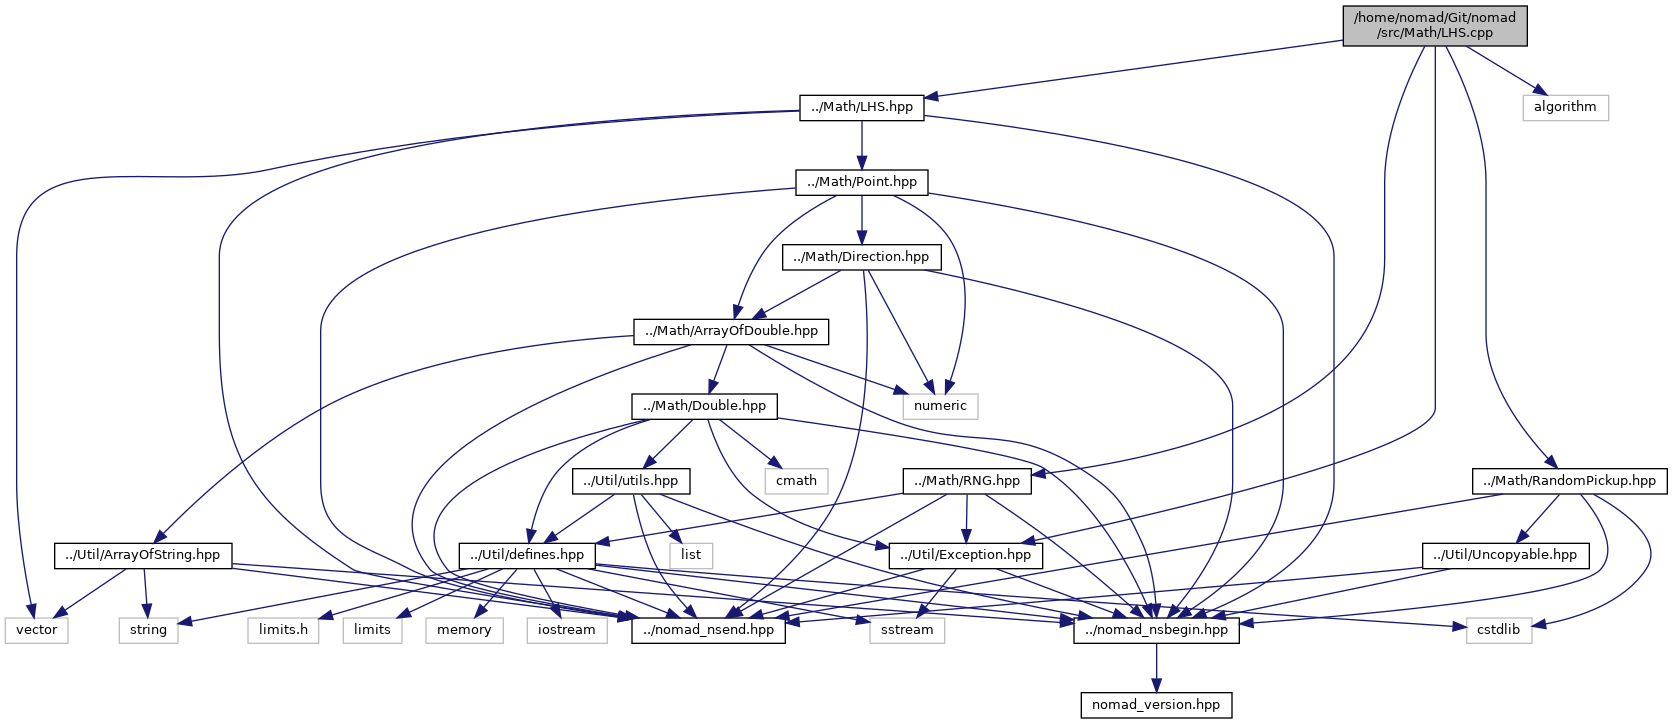 /home/nomad/Git/nomad
/src/Math/LHS.cpp
../Math/LHS.hpp
algorithm
../Math/Point.hpp
../Math/Direction.hpp
../Math/ArrayOfDouble.hpp
../Math/Double.hpp
numeric
../Util/utils.hpp
cmath
../Math/RNG.hpp
../Math/RandomPickup.hpp
../Util/ArrayOfString.hpp
../Util/defines.hpp
list
../Util/Exception.hpp
../Util/Uncopyable.hpp
vector
string
limits.h
limits
memory
iostream
../nomad_nsend.hpp
sstream
../nomad_nsbegin.hpp
cstdlib
nomad_version.hpp